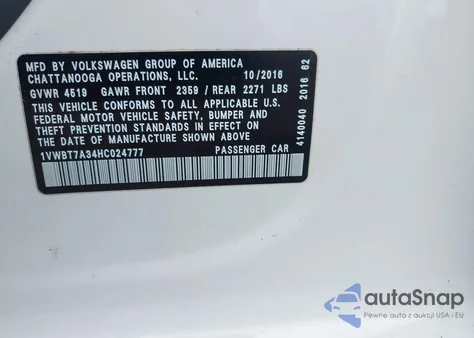 MFD BY VOLKSWAGEN GROUP OF AMERICA
CHATTANOOGA OPERATIONS, LLC. 10/2016
GVWR 4519 GAWR FRONT 2359 / REAR 2271 LBS
THIS VEHICLE CONFORMS TO ALL APPLICABLE U.S.
FEDERAL MOTOR VEHICLE SAFETY, BUMPER AND
THEFT PREVENTION STANDARDS IN EFFECT ON THE
DATE OF MANUFACTURE SHOWN ABOVE
1VWBT7A34HC024777 PASSENGER CAR
4140040 2016 62
autoSnap
Pewne auta z aukcji USA i EU